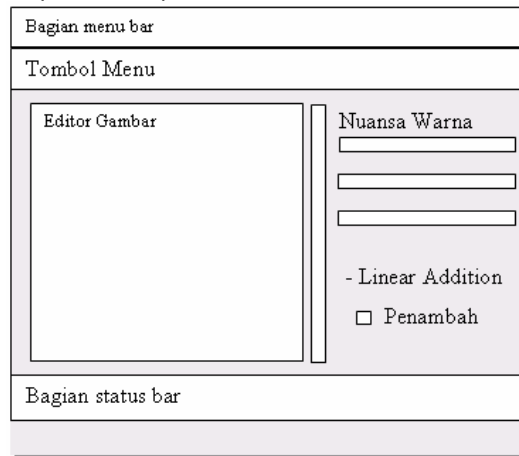 Bagian menu bar
Tombol Menu
Editor Gambar
Nuansa Warna
- Linear Addition
Penambah
Bagian status bar